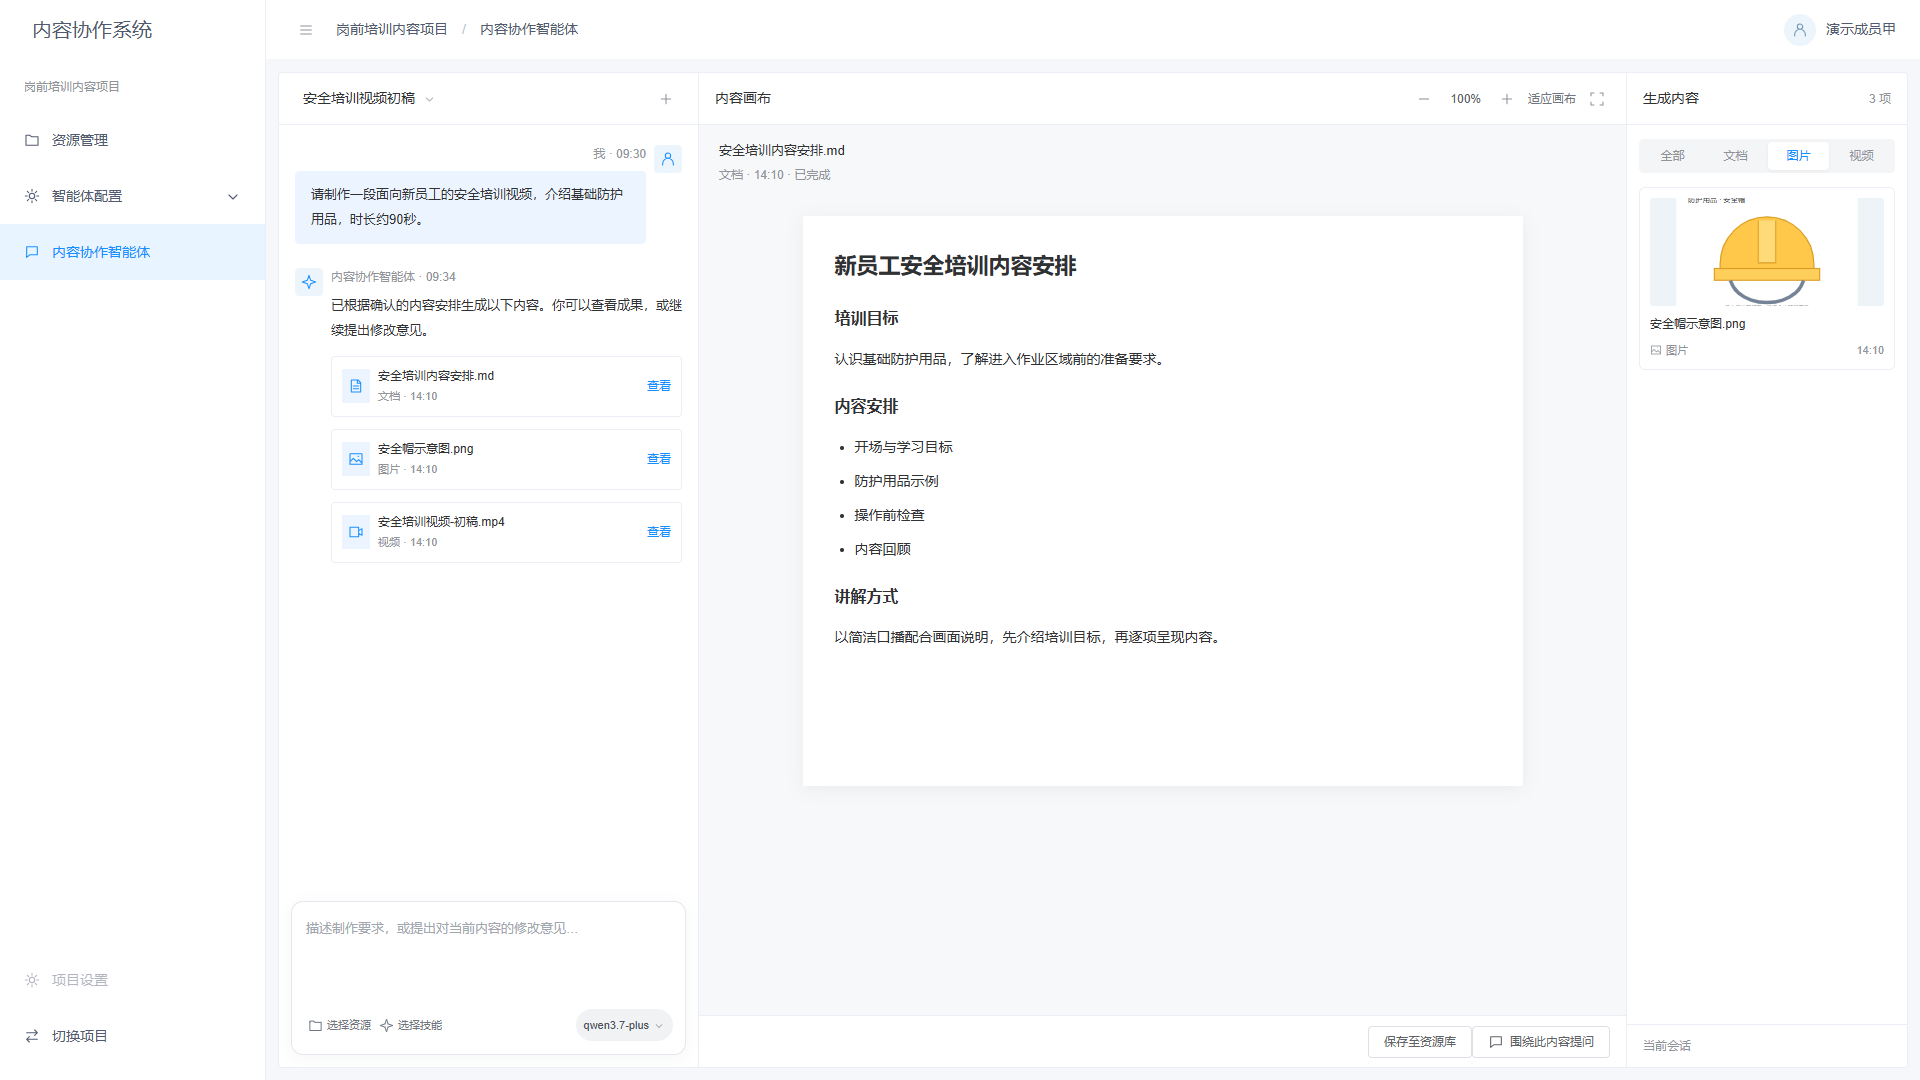 内容协作系统
岗前培训内容项目
资源管理
智能体配置
内容协作智能体
项目设置
切换项目
岗前培训内容项目 / 内容协作智能体
演示成员甲
安全培训视频初稿
我 · 09:30
请制作一段面向新员工的安全培训视频，介绍基础防护
用品，时长约90秒。
内容协作智能体 · 09:34
已根据确认的内容安排生成以下内容。你可以查看成果，或继
续提出修改意见。
安全培训内容安排.md
文档 · 14:10
查看
安全帽示意图.png
图片 · 14:10
查看
安全培训视频-初稿.mp4
视频 · 14:10
查看
描述制作要求，或提出对当前内容的修改意见...
选择资源 选择技能
qwen3.7-plus
内容画布
100%
适应画布
安全培训内容安排.md
文档 · 14:10 · 已完成
新员工安全培训内容安排
培训目标
认识基础防护用品，了解进入作业区域前的准备要求。
内容安排
• 开场与学习目标
• 防护用品示例
• 操作前检查
• 内容回顾
讲解方式
以简洁口播配合画面说明，先介绍培训目标，再逐项呈现内容。
保存至资源库
围绕此内容提问
生成内容
3 项
全部 文档 图片 视频
防护用品 · 安全帽
安全帽示意图.png
图片
14:10
当前会话